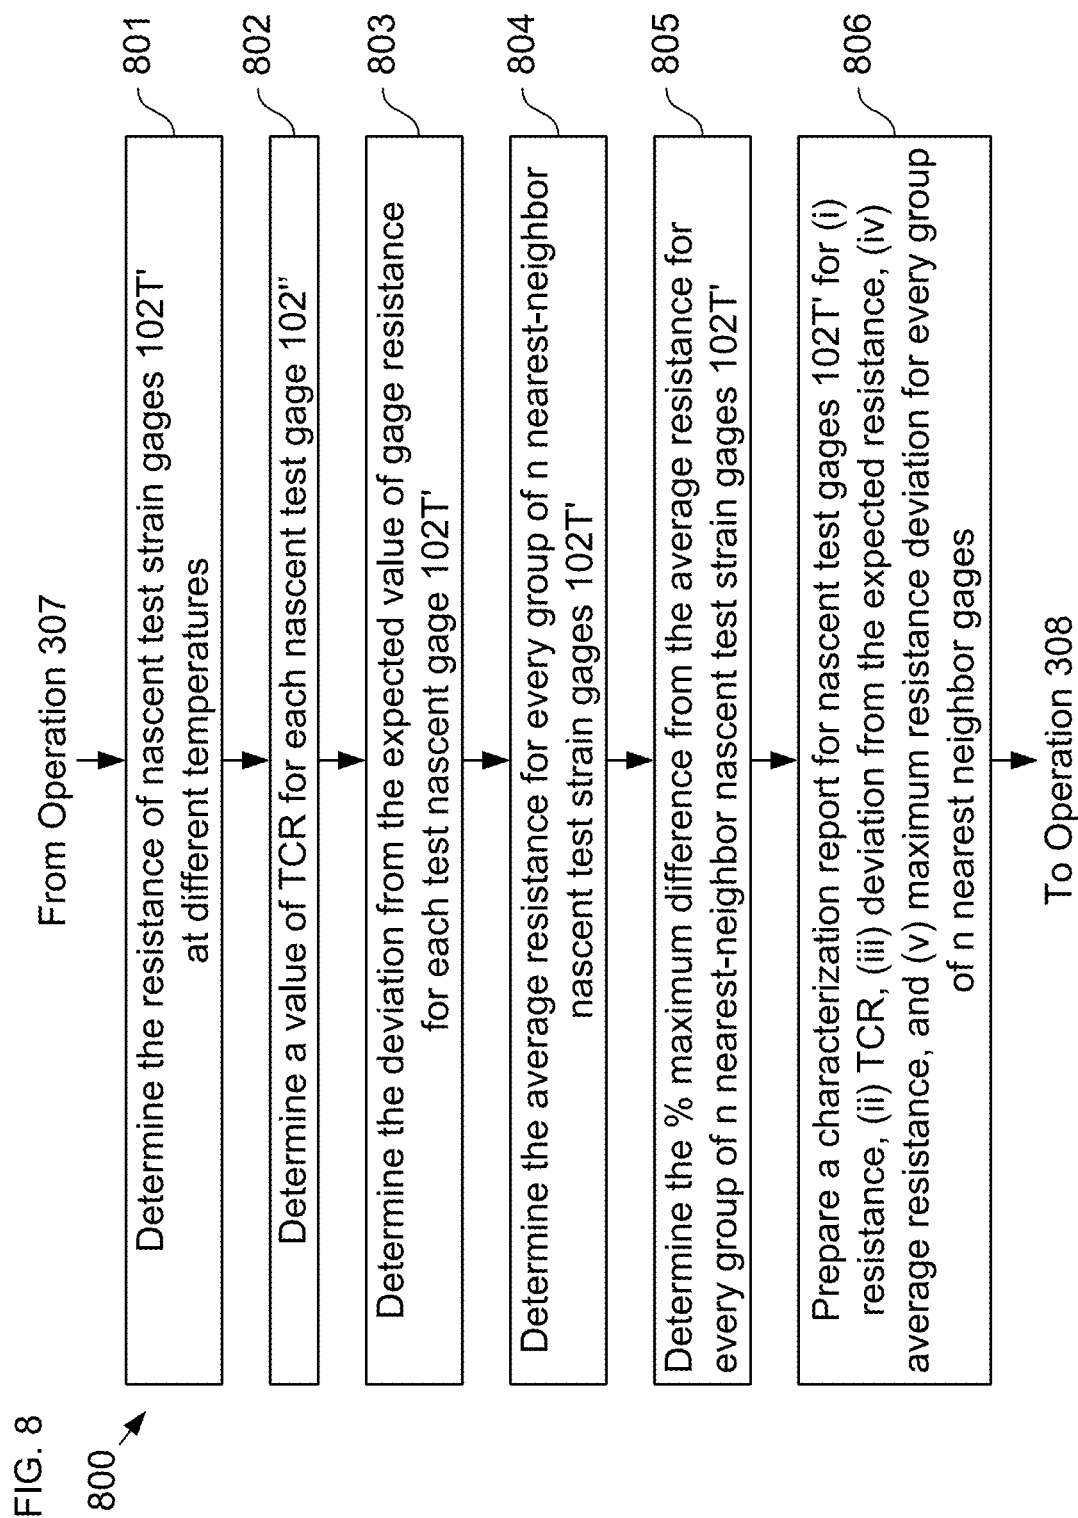 FIG. 8
800
From Operation 307
Determine the resistance of nascent test strain gages 102T'
at different temperatures
801
Determine a value of TCR for each nascent test gage 102"
802
Determine the deviation from the expected value of gage resistance
for each test nascent gage 102T'
803
Determine the average resistance for every group of n nearest-neighbor
nascent test strain gages 102T'
804
Determine the % maximum difference from the average resistance for
every group of n nearest-neighbor nascent test strain gages 102T'
805
Prepare a characterization report for nascent test gages 102T' for (i)
resistance, (ii) TCR, (iii) deviation from the expected resistance, (iv)
average resistance, and (v) maximum resistance deviation for every group
of n nearest neighbor gages
806
To Operation 308